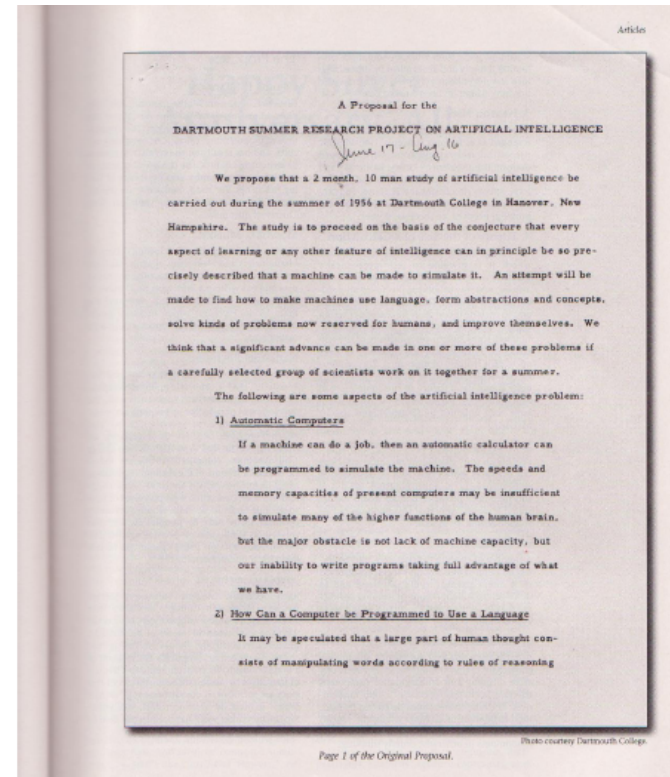 Articles
A Proposal for the
DARTMOUTH SUMMER RESEARCH PROJECT ON ARTIFICIAL INTELLIGENCE
June 17 - Aug. 16
We propose that a 2 month, 10 man study of artificial intelligence be
carried out during the summer of 1956 at Dartmouth College in Hanover, New
Hampshire. The study is to proceed on the basis of the conjecture that every
aspect of learning or any other feature of intelligence can in principle be so pre-
cisely described that a machine can be made to simulate it. An attempt will be
made to find how to make machines use language, form abstractions and concepts,
solve kinds of problems now reserved for humans, and improve themselves. We
think that a significant advance can be made in one or more of these problems if
a carefully selected group of scientists work on it together for a summer.
The following are some aspects of the artificial intelligence problem:
1) Automatic Computers
If a machine can do a job, then an automatic calculator can
be programmed to simulate the machine. The speeds and
memory capacities of present computers may be insufficient
to simulate many of the higher functions of the human brain,
but the major obstacle is not lack of machine capacity, but
our inability to write programs taking full advantage of what
we have.
2) How Can a Computer be Programmed to Use a Language
It may be speculated that a large part of human thought con-
sists of manipulating words according to rules of reasoning
Photo courtesy Dartmouth College.
Page 1 of the Original Proposal.